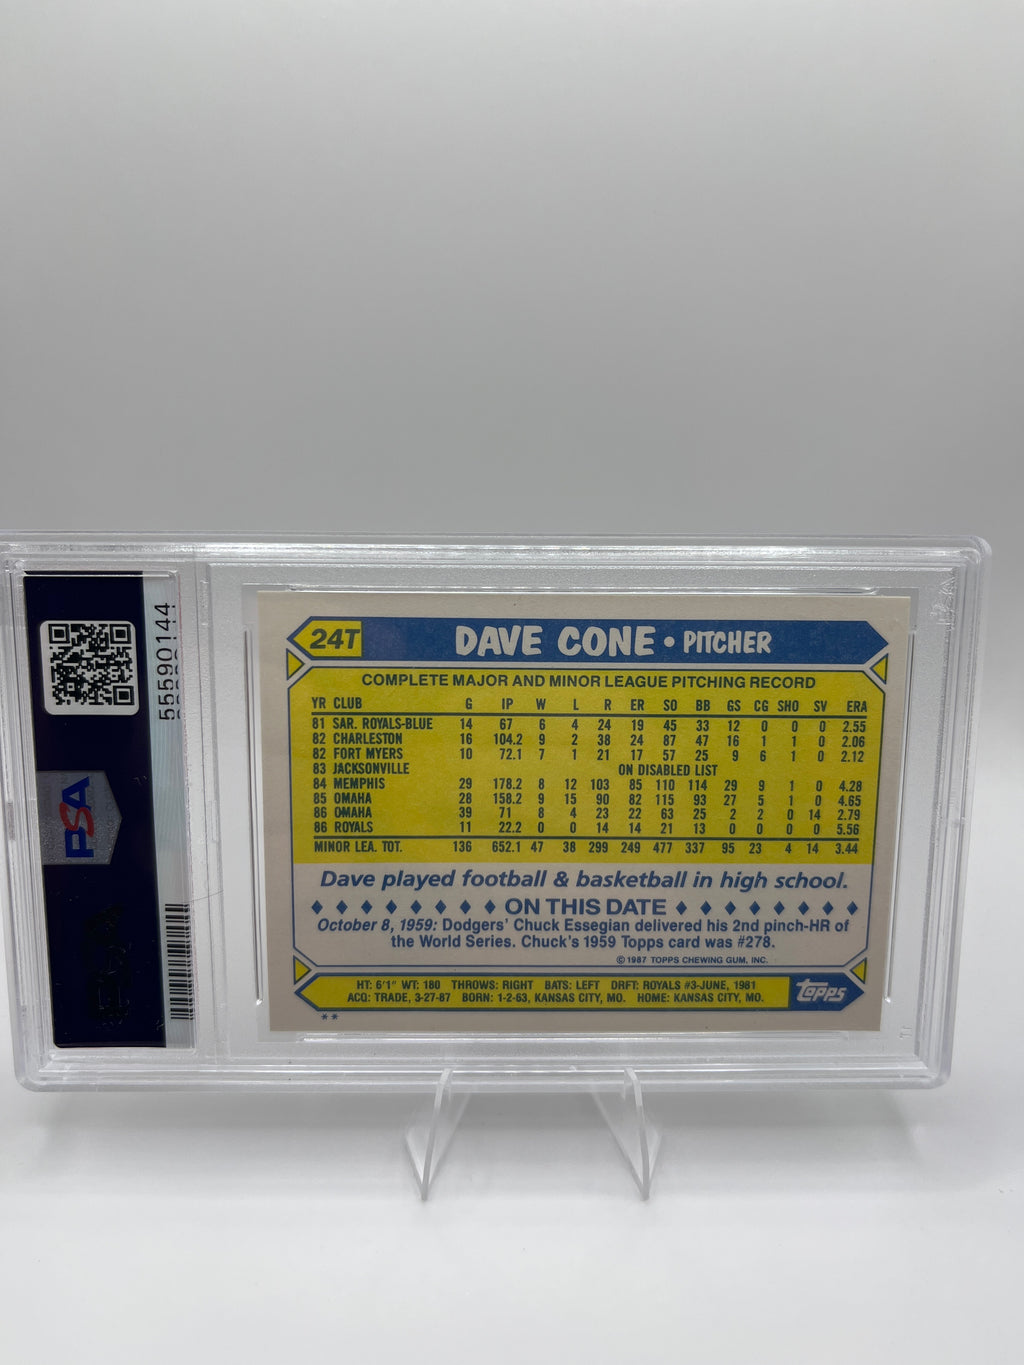 55590144
PSA
24T DAVE CONE • PITCHER
COMPLETE MAJOR AND MINOR LEAGUE PITCHING RECORD
YR CLUB G IP W L R ER SO BB GS CG SHO SV ERA
81 SAR. ROYALS-BLUE 14 67 6 4 24 19 45 33 12 0 0 0 2.55
82 CHARLESTON 16 104.2 9 2 38 24 87 47 16 1 1 0 2.06
82 FORT MYERS 10 72.1 7 1 21 17 57 25 9 6 1 0 2.12
83 JACKSONVILLE ON DISABLED LIST
84 MEMPHIS 29 178.2 8 12 103 85 110 114 29 9 1 0 4.28
85 OMAHA 28 158.2 9 15 90 82 115 93 27 5 1 0 4.65
86 OMAHA 39 71 8 4 23 22 63 25 2 2 0 14 2.79
86 ROYALS 11 22.2 0 0 14 14 21 13 0 0 0 0 5.56
MINOR LEA. TOT. 136 652.1 47 38 299 249 477 337 95 23 4 14 3.44
Dave played football & basketball in high school.
ON THIS DATE
October 8, 1959: Dodgers' Chuck Essegian delivered his 2nd pinch-HR of
the World Series. Chuck's 1959 Topps card was #278.
© 1987 TOPPS CHEWING GUM, INC.
HT: 6'1" WT: 180 THROWS: RIGHT BATS: LEFT DRFT: ROYALS #3-JUNE, 1981
ACQ: TRADE, 3-27-87 BORN: 1-2-63, KANSAS CITY, MO. HOME: KANSAS CITY, MO.
topps
**